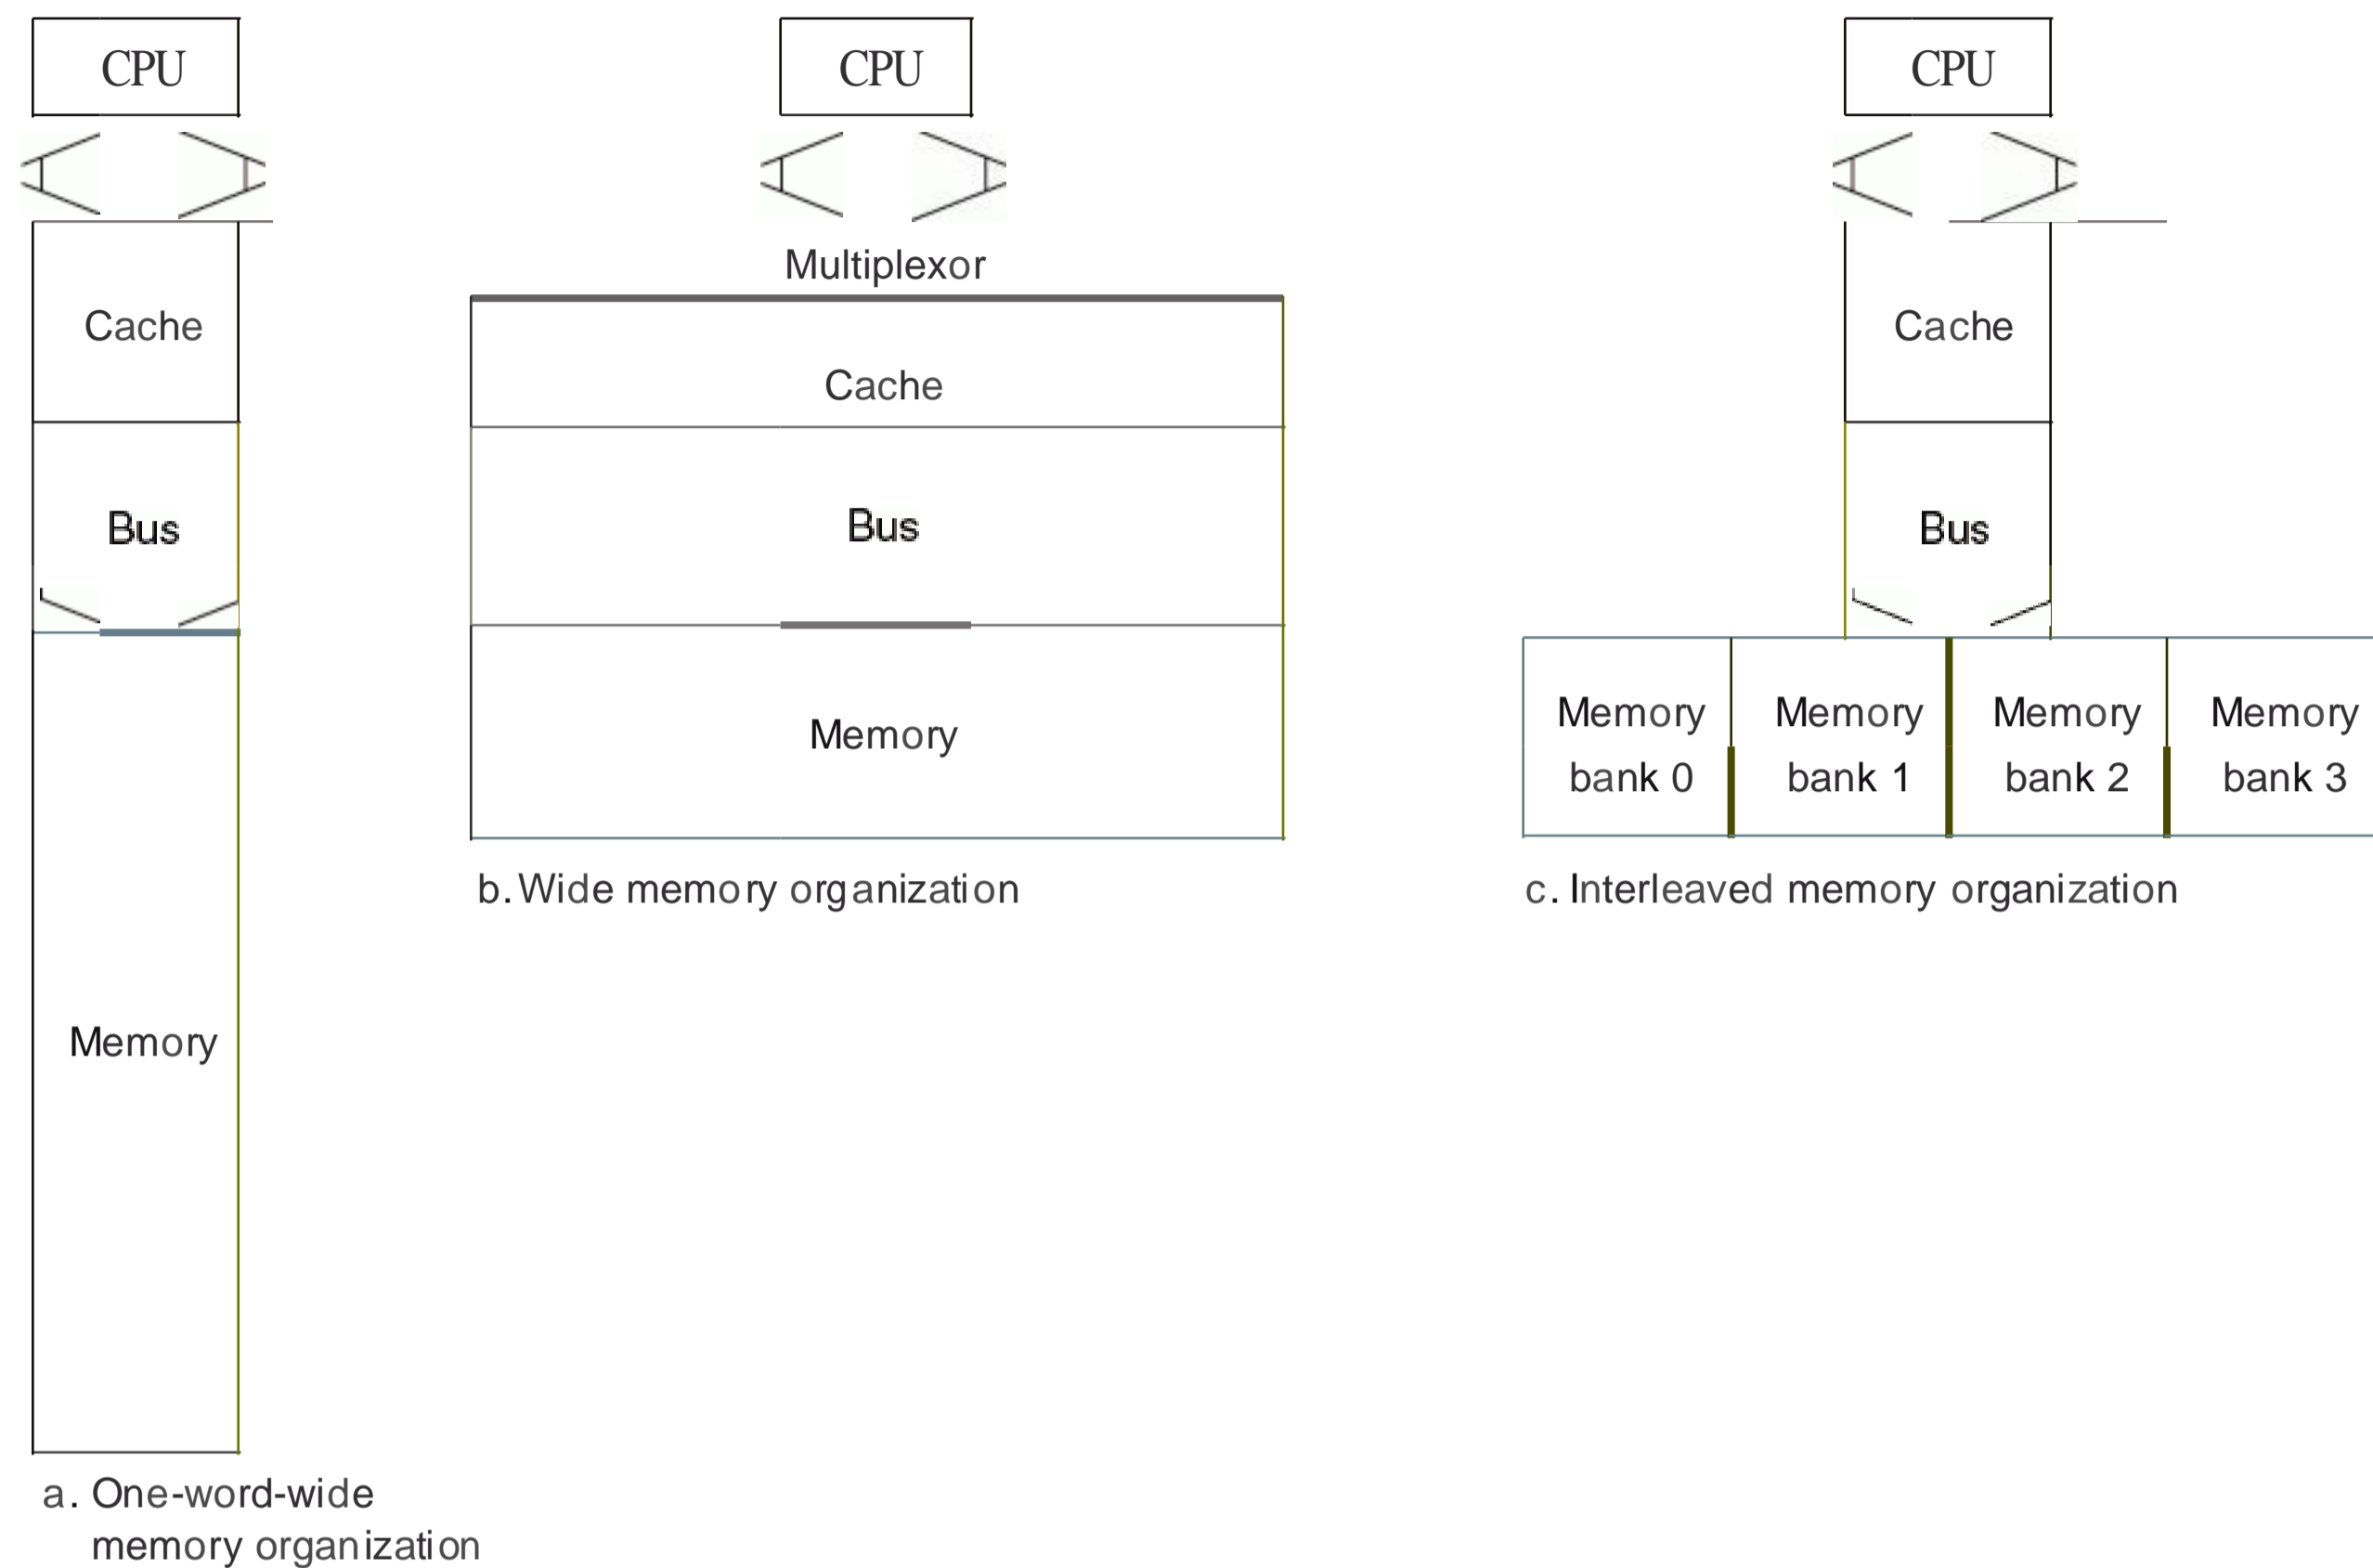 CPU
Cache
Bus
Memory
a. One-word-wide
memory organization
CPU
Multiplexor
Cache
Bus
Memory
b. Wide memory organization
CPU
Cache
Bus
Memory
bank 0
Memory
bank 1
Memory
bank 2
Memory
bank 3
c. Interleaved memory organization